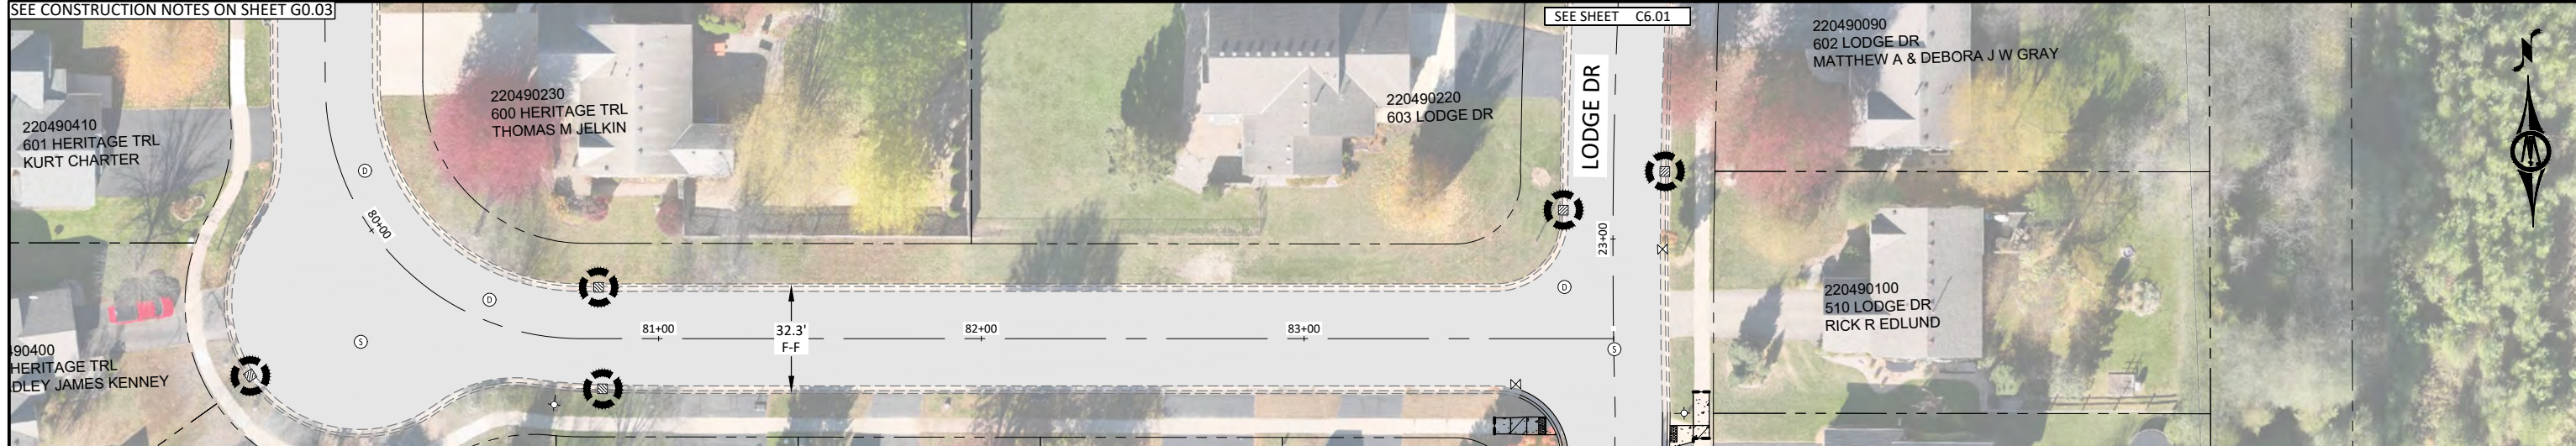 SEE CONSTRUCTION NOTES ON SHEET G0.03
SEE SHEET C6.01
220490090
602 LODGE DR
MATTHEW A & DEBORA J W GRAY
N
220490230
600 HERITAGE TRL
THOMAS M JELKIN
220490220
603 LODGE DR
LODGE DR
220490410
601 HERITAGE TRL
KURT CHARTER
D
80+00
23+00
D
D
220490100
510 LODGE DR
RICK R EDLUND
81+00
32.3'
F-F
82+00
83+00
S
S
490400
HERITAGE TRL
DLEY JAMES KENNEY